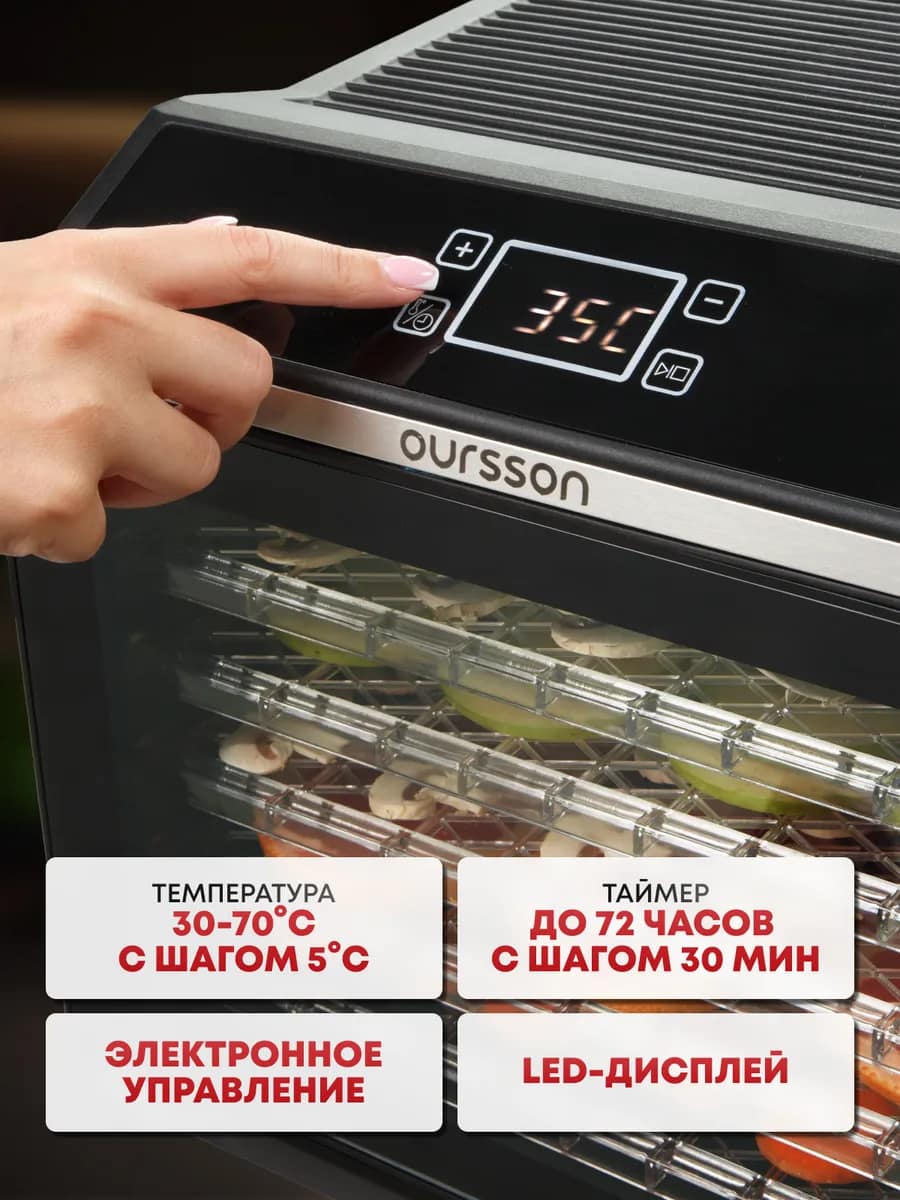 +
35C
-
°C
oursson
ТЕМПЕРАТУРА
30-70°C
С ШАГОМ 5°C
ТАЙМЕР
ДО 72 ЧАСОВ
С ШАГОМ 30 МИН
ЭЛЕКТРОННОЕ
УПРАВЛЕНИЕ
LED-ДИСПЛЕЙ